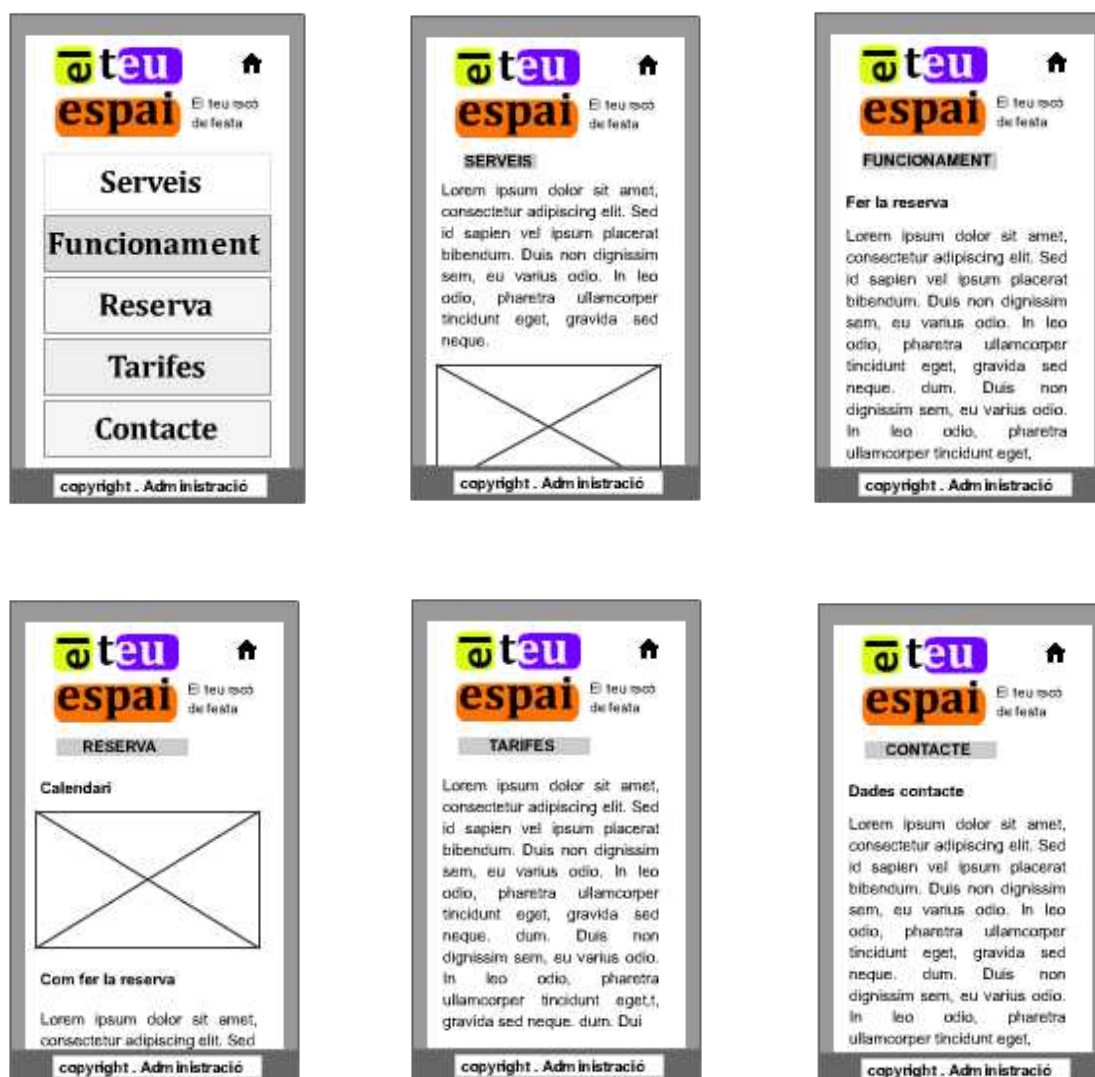 el teu
espai
El teu racó
de festa
Serveis
Funcionament
Reserva
Tarifes
Contacte
copyright . Administració
el teu
espai
El teu racó
de festa
SERVEIS
Lorem ipsum dolor sit amet,
consectetur adipiscing elit. Sed
id sapien vel ipsum placerat
bibendum. Duis non dignissim
sem, eu varius odio. In leo
odio, pharetra ullamcorper
tincidunt eget, gravida sed
neque.
copyright . Administració
el teu
espai
El teu racó
de festa
FUNCIONAMENT
Fer la reserva
Lorem ipsum dolor sit amet,
consectetur adipiscing elit. Sed
id sapien vel ipsum placerat
bibendum. Duis non dignissim
sem, eu varius odio. In leo
odio, pharetra ullamcorper
tincidunt eget, gravida sed
neque. dum. Duis non
dignissim sem, eu varius odio.
In leo odio, pharetra
ullamcorper tincidunt eget,
copyright . Administració
el teu
espai
El teu racó
de festa
RESERVA
Calendari
Com fer la reserva
Lorem ipsum dolor sit amet,
consectetur adipiscing elit. Sed
copyright . Administració
el teu
espai
El teu racó
de festa
TARIFES
Lorem ipsum dolor sit amet,
consectetur adipiscing elit. Sed
id sapien vel ipsum placerat
bibendum. Duis non dignissim
sem, eu varius odio. In leo
odio, pharetra ullamcorper
tincidunt eget, gravida sed
neque. dum. Duis non
dignissim sem, eu varius odio.
In leo odio, pharetra
ullamcorper tincidunt eget,t,
gravida sed neque. dum. Dui
copyright . Administració
el teu
espai
El teu racó
de festa
CONTACTE
Dades contacte
Lorem ipsum dolor sit amet,
consectetur adipiscing elit. Sed
id sapien vel ipsum placerat
bibendum. Duis non dignissim
sem, eu varius odio. In leo
odio, pharetra ullamcorper
tincidunt eget, gravida sed
neque. dum. Duis non
dignissim sem, eu varius odio.
In leo odio, pharetra
ullamcorper tincidunt eget,
copyright . Administració